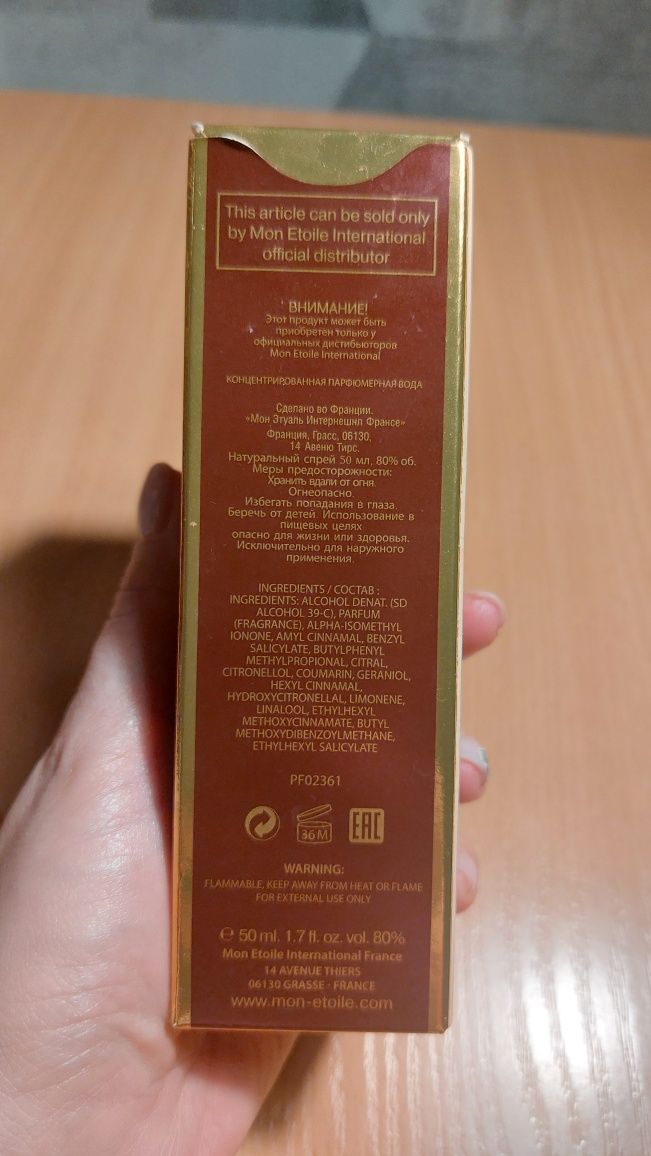 This article can be sold only
by Mon Etoile International
official distributor
ВНИМАНИЕ!
Этот продукт может быть
приобретен только у
официальных дистибьюторов
Mon Etoile International
КОНЦЕНТРИРОВАННАЯ ПАРФЮМЕРНАЯ ВОДА
Сделано во Франции.
«Мон Этуаль Интернешнл Франсе»
Франция, Грасс, 06130,
14 Авеню Тирс.
Натуральный спрей 50 мл, 80% об.
Меры предосторожности:
Хранить вдали от огня.
Огнеопасно.
Избегать попадания в глаза.
Беречь от детей. Использование в
пищевых целях
опасно для жизни или здоровья.
Исключительно для наружного
применения.
INGREDIENTS / СОСТАВ :
INGREDIENTS: ALCOHOL DENAT. (SD
ALCOHOL 39-C), PARFUM
(FRAGRANCE), ALPHA-ISOMETHYL
IONONE, AMYL CINNAMAL, BENZYL
SALICYLATE, BUTYLPHENYL
METHYLPROPIONAL, CITRAL,
CITRONELLOL, COUMARIN, GERANIOL,
HEXYL CINNAMAL,
HYDROXYCITRONELLAL, LIMONENE,
LINALOOL, ETHYLHEXYL
METHOXYCINNAMATE, BUTYL
METHOXYDIBENZOYLMETHANE,
ETHYLHEXYL SALICYLATE
PF02361
36M EAC
WARNING:
FLAMMABLE, KEEP AWAY FROM HEAT OR FLAME
FOR EXTERNAL USE ONLY
℮ 50 ml. 1.7 fl. oz. vol. 80%
Mon Etoile International France
14 AVENUE THIERS
06130 GRASSE - FRANCE
www.mon-etoile.com